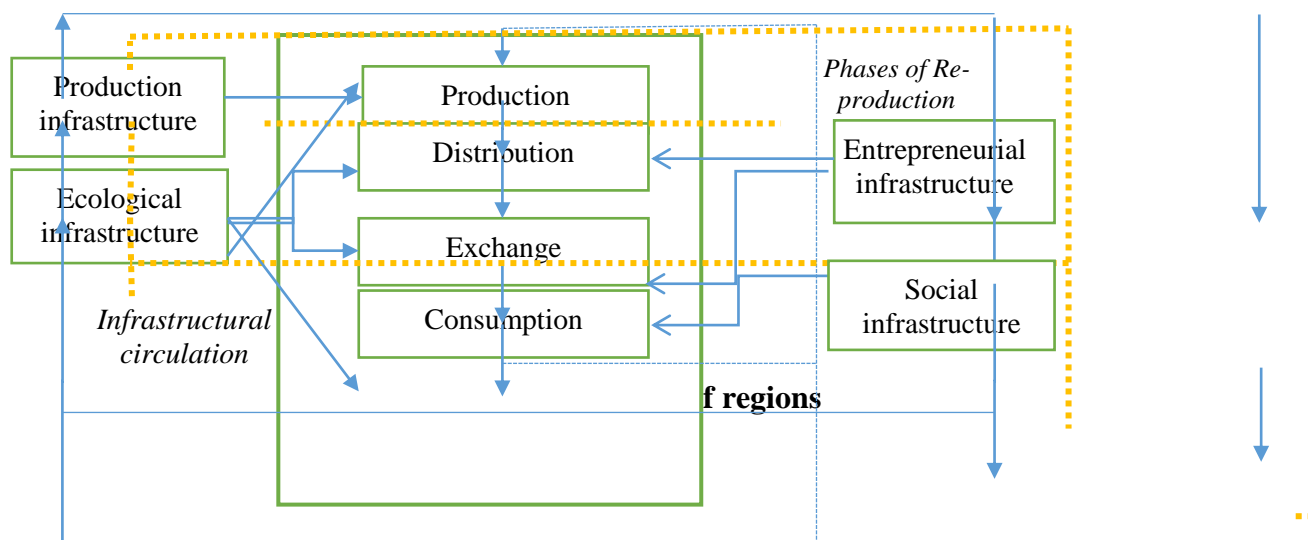 Production
infrastructure
Ecological
infrastructure
Infrastructural
circulation
Production
Distribution
Exchange
Consumption
f regions
Phases of Re-
production
Entrepreneurial
infrastructure
Social
infrastructure